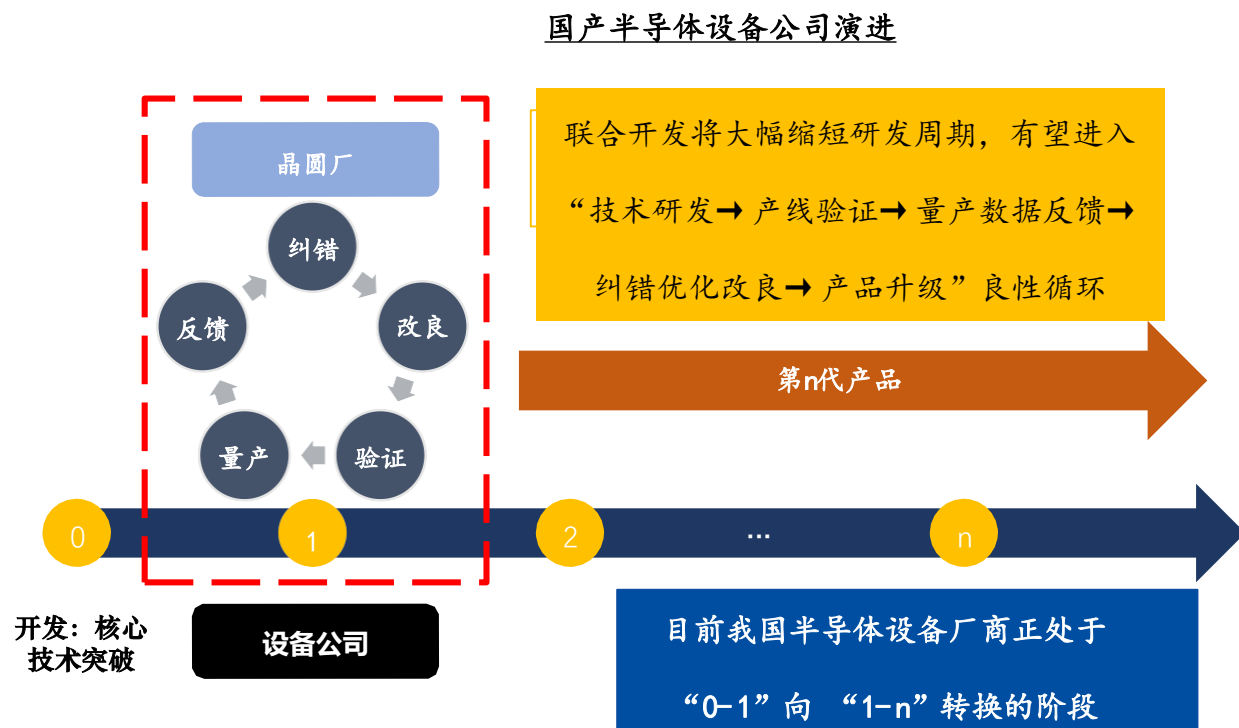 国产半导体设备公司演进
晶圆厂
纠错
改良
验证
量产
反馈
联合开发将大幅缩短研发周期，有望进入
“技术研发➞产线验证➞量产数据反馈➞
纠错优化改良➞产品升级”良性循环
第n代产品
0
1
2
...
n
开发：核心
技术突破
设备公司
目前我国半导体设备厂商正处于
“0-1”向 “1-n”转换的阶段